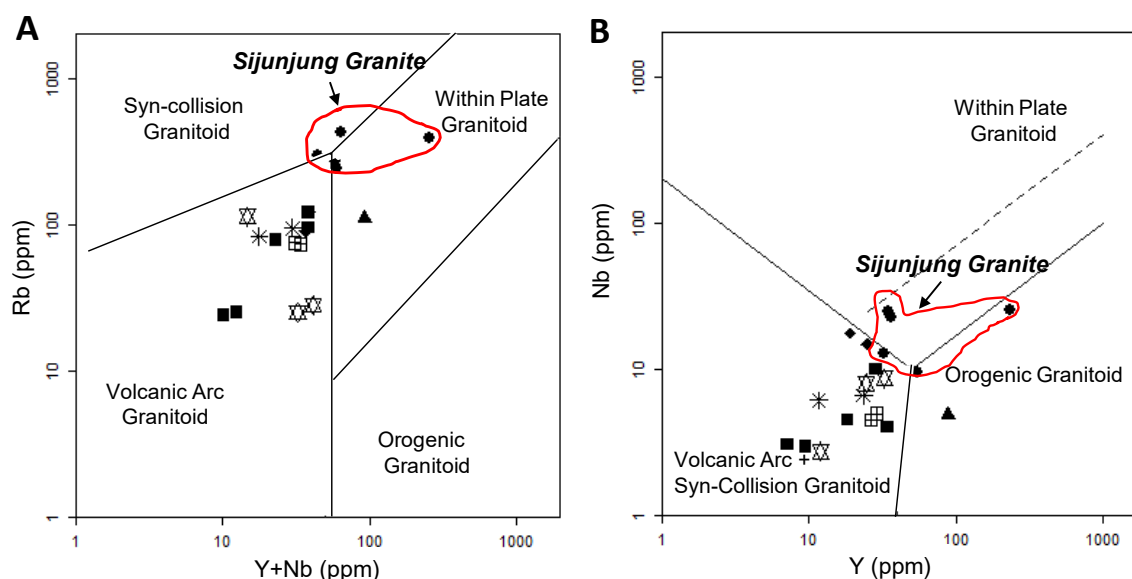 A
Sijunjung Granite
Syn-collision
Granitoid
Within Plate
Granitoid
Volcanic Arc
Granitoid
Orogenic
Granitoid
Rb (ppm)
1
10
100
1000
1
10
100
1000
Y+Nb (ppm)
B
Within Plate
Granitoid
Sijunjung Granite
Orogenic Granitoid
Volcanic Arc
Syn-Collision Granitoid
Nb (ppm)
1
10
100
1000
1
10
100
1000
Y (ppm)